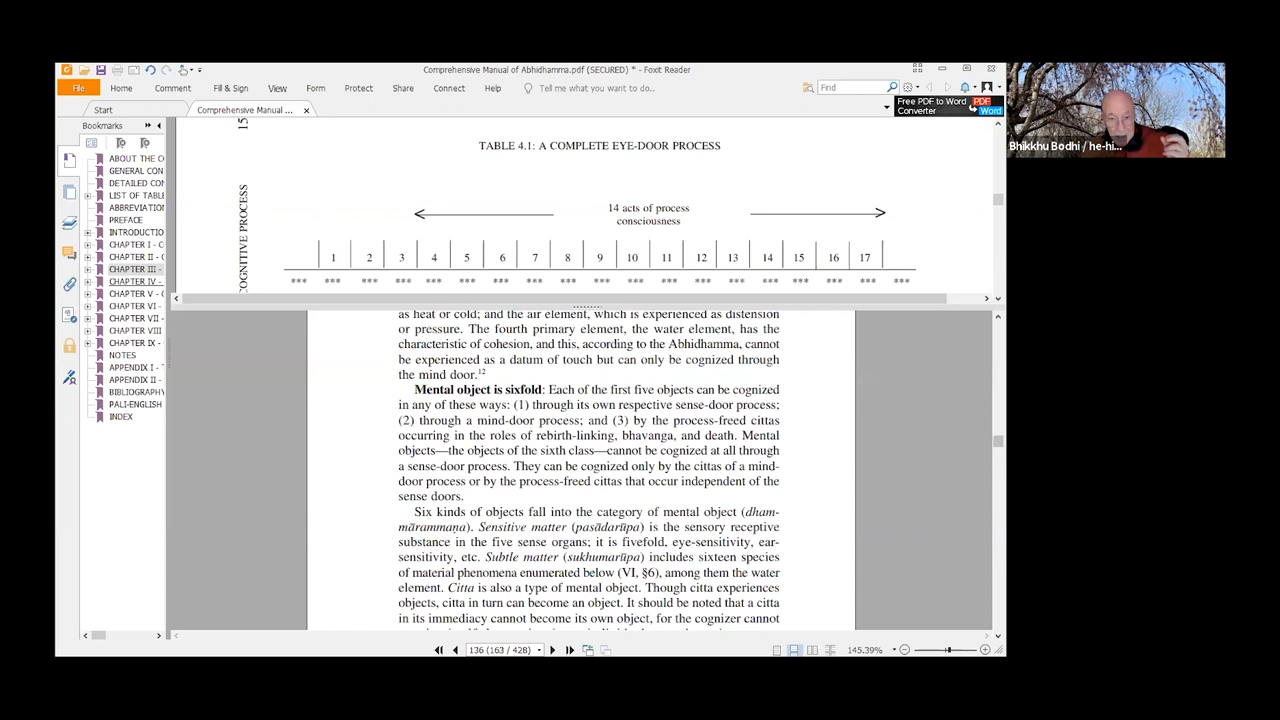 Comprehensive Manual of Abhidhamma.pdf (SECURED) * - Foxit Reader
File Home Comment Fill & Sign View Form Protect Share Connect Help Tell me what you want to do... Find
Start Comprehensive Manual ...
Free PDF to Word
Converter
PDF
Word
Bookmarks
ABOUT THE C
GENERAL CON
DETAILED CON
LIST OF TABLE
ABBREVIATION
PREFACE
INTRODUCTIO
CHAPTER I - C
CHAPTER II - C
CHAPTER III -
CHAPTER IV -
CHAPTER V - C
CHAPTER VI -
CHAPTER VII -
CHAPTER VIII
CHAPTER IX - C
NOTES
APPENDIX I - T
APPENDIX II -
BIBLIOGRAPHY
PALI-ENGLISH
INDEX
COGNITIVE PROCESS
15
TABLE 4.1: A COMPLETE EYE-DOOR PROCESS
14 acts of process
consciousness
1 2 3 4 5 6 7 8 9 10 11 12 13 14 15 16 17
*** *** *** *** *** *** *** *** *** *** *** *** *** *** *** *** *** *** ***
as heat or cold; and the air element, which is experienced as distension
or pressure. The fourth primary element, the water element, has the
characteristic of cohesion, and this, according to the Abhidhamma, cannot
be experienced as a datum of touch but can only be cognized through
the mind door.¹²
Mental object is sixfold: Each of the first five objects can be cognized
in any of these ways: (1) through its own respective sense-door process;
(2) through a mind-door process; and (3) by the process-freed cittas
occurring in the roles of rebirth-linking, bhavanga, and death. Mental
objects—the objects of the sixth class—cannot be cognized at all through
a sense-door process. They can be cognized only by the cittas of a mind-
door process or by the process-freed cittas that occur independent of the
sense doors.
Six kinds of objects fall into the category of mental object (dham-
mārammaṇa). Sensitive matter (pasādarūpa) is the sensory receptive
substance in the five sense organs; it is fivefold, eye-sensitivity, ear-
sensitivity, etc. Subtle matter (sukhumarūpa) includes sixteen species
of material phenomena enumerated below (VI, §6), among them the water
element. Citta is also a type of mental object. Though citta experiences
objects, citta in turn can become an object. It should be noted that a citta
in its immediacy cannot become its own object, for the cognizer cannot
136 (163 / 428)
145.39%
Bhikkhu Bodhi / he-hi...